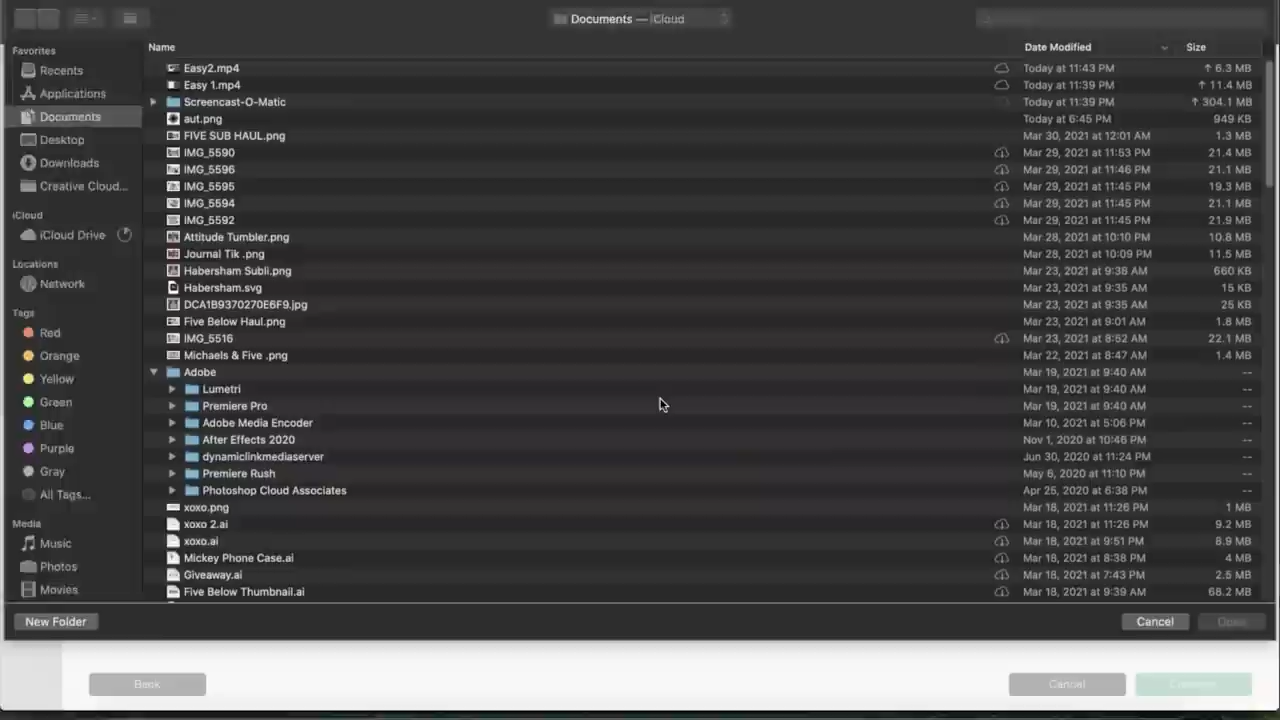 Documents — iCloud
Favorites
Recents
Applications
Documents
Desktop
Downloads
Creative Cloud...
iCloud
iCloud Drive
Locations
Network
Tags
Red
Orange
Yellow
Green
Blue
Purple
Gray
All Tags...
Media
Music
Photos
Movies
Name Date Modified Size
Easy2.mp4 Today at 11:43 PM ↑ 6.3 MB
Easy 1.mp4 Today at 11:39 PM ↑ 11.4 MB
Screencast-O-Matic Today at 11:39 PM ↑ 304.1 MB
aut.png Today at 6:45 PM 949 KB
FIVE SUB HAUL.png Mar 30, 2021 at 12:01 AM 1.3 MB
IMG_5590 Mar 29, 2021 at 11:53 PM 21.4 MB
IMG_5596 Mar 29, 2021 at 11:46 PM 21.1 MB
IMG_5595 Mar 29, 2021 at 11:45 PM 19.3 MB
IMG_5594 Mar 29, 2021 at 11:45 PM 21.1 MB
IMG_5592 Mar 29, 2021 at 11:45 PM 21.9 MB
Attitude Tumbler.png Mar 28, 2021 at 10:10 PM 10.8 MB
Journal Tik .png Mar 28, 2021 at 10:09 PM 11.5 MB
Habersham Subli.png Mar 23, 2021 at 9:38 AM 660 KB
Habersham.svg Mar 23, 2021 at 9:35 AM 15 KB
DCA1B9370270E6F9.jpg Mar 23, 2021 at 9:35 AM 25 KB
Five Below Haul.png Mar 23, 2021 at 9:01 AM 1.8 MB
IMG_5516 Mar 23, 2021 at 8:52 AM 22.1 MB
Michaels & Five .png Mar 22, 2021 at 8:47 AM 1.4 MB
Adobe Mar 19, 2021 at 9:40 AM --
Lumetri Mar 19, 2021 at 9:40 AM --
Premiere Pro Mar 19, 2021 at 9:40 AM --
Adobe Media Encoder Mar 10, 2021 at 5:06 PM --
After Effects 2020 Nov 1, 2020 at 10:46 PM --
dynamiclinkmediaserver Jun 30, 2020 at 11:24 PM --
Premiere Rush May 6, 2020 at 11:10 PM --
Photoshop Cloud Associates Apr 25, 2020 at 6:38 PM --
xoxo.png Mar 18, 2021 at 11:26 PM 1 MB
xoxo 2.ai Mar 18, 2021 at 11:26 PM 9.2 MB
xoxo.ai Mar 18, 2021 at 9:51 PM 8.9 MB
Mickey Phone Case.ai Mar 18, 2021 at 8:38 PM 4 MB
Giveaway.ai Mar 18, 2021 at 7:43 PM 2.5 MB
Five Below Thumbnail.ai Mar 18, 2021 at 9:39 AM 68.2 MB
New Folder Cancel Open
Back Cancel